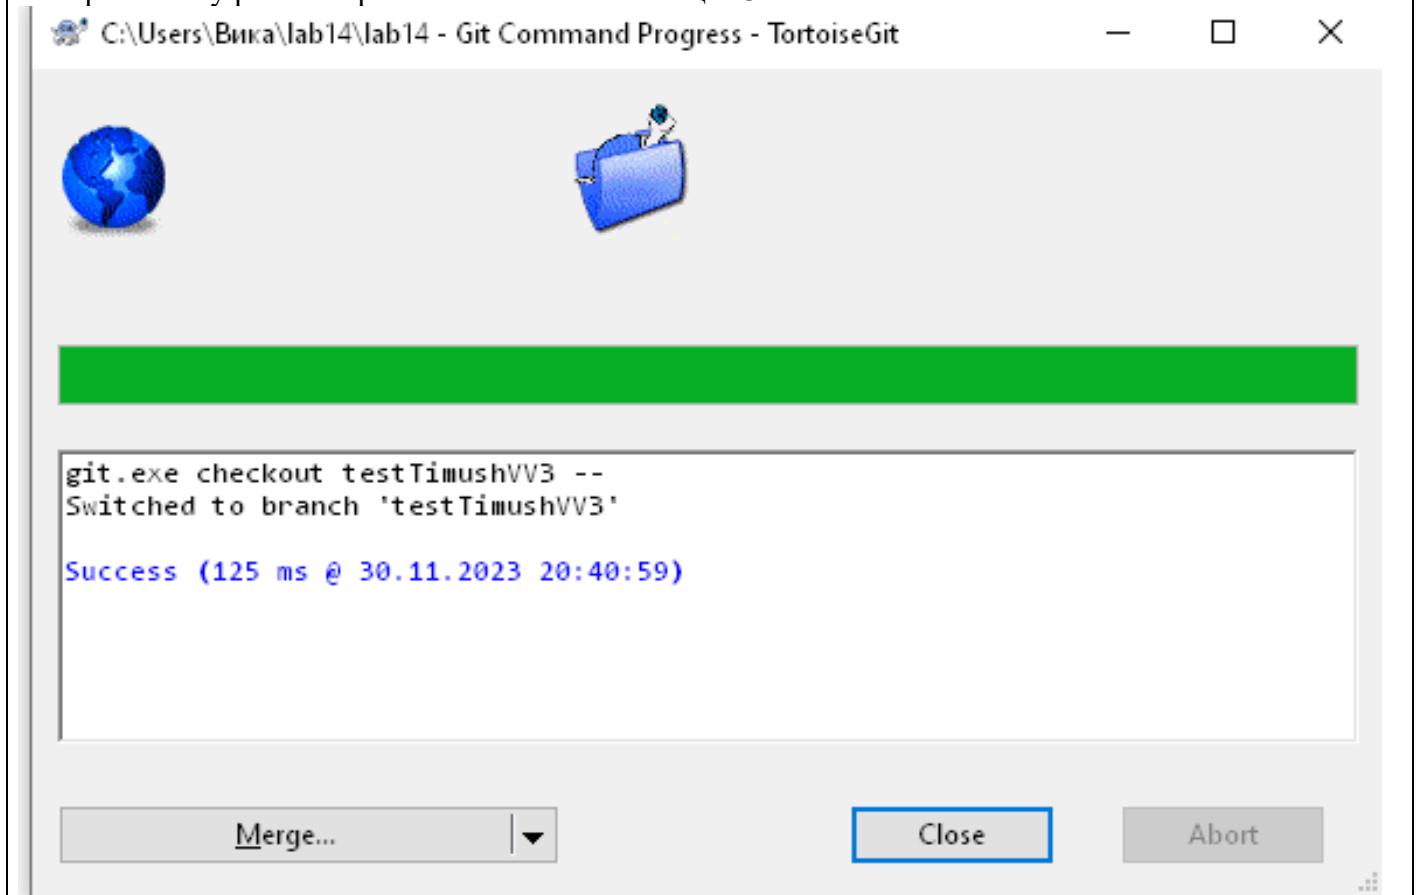 C:\Users\Вика\lab14\lab14 - Git Command Progress - TortoiseGit
git.exe checkout testTimushVV3 --
Switched to branch 'testTimushVV3'
Success (125 ms @ 30.11.2023 20:40:59)
Merge...
Close
Abort